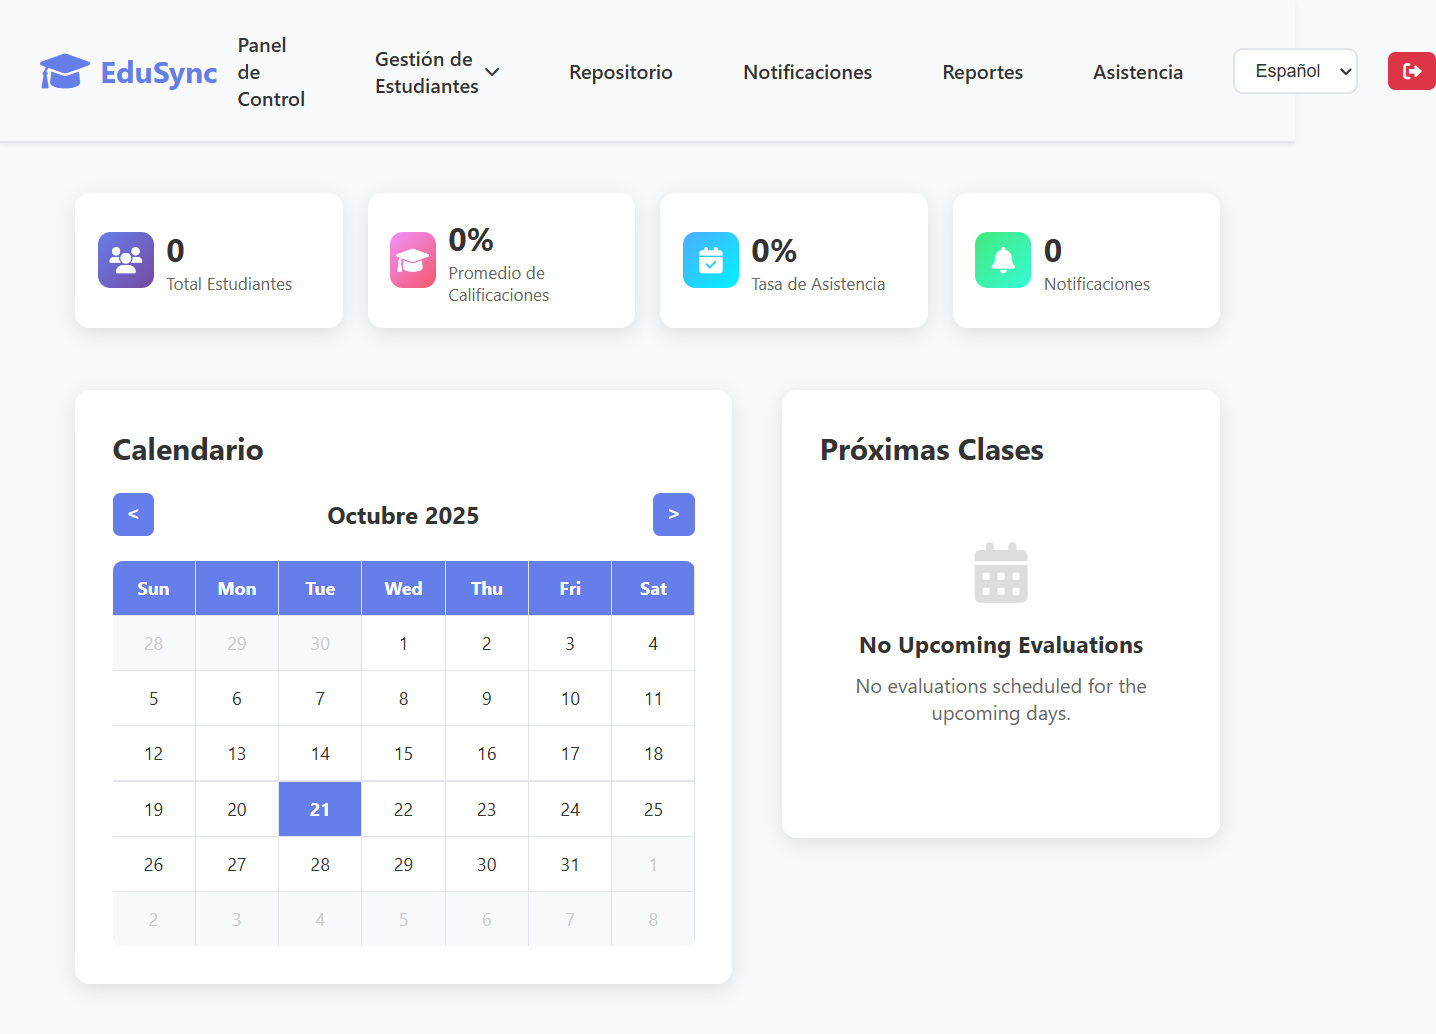 EduSync
Panel
de
Control
Gestión de
Estudiantes
Repositorio
Notificaciones
Reportes
Asistencia
Español
0
Total Estudiantes
0%
Promedio de
Calificaciones
0%
Tasa de Asistencia
0
Notificaciones
Calendario
< Octubre 2025 >
Sun Mon Tue Wed Thu Fri Sat
28 29 30 1 2 3 4
5 6 7 8 9 10 11
12 13 14 15 16 17 18
19 20 21 22 23 24 25
26 27 28 29 30 31 1
2 3 4 5 6 7 8
Próximas Clases
No Upcoming Evaluations
No evaluations scheduled for the
upcoming days.